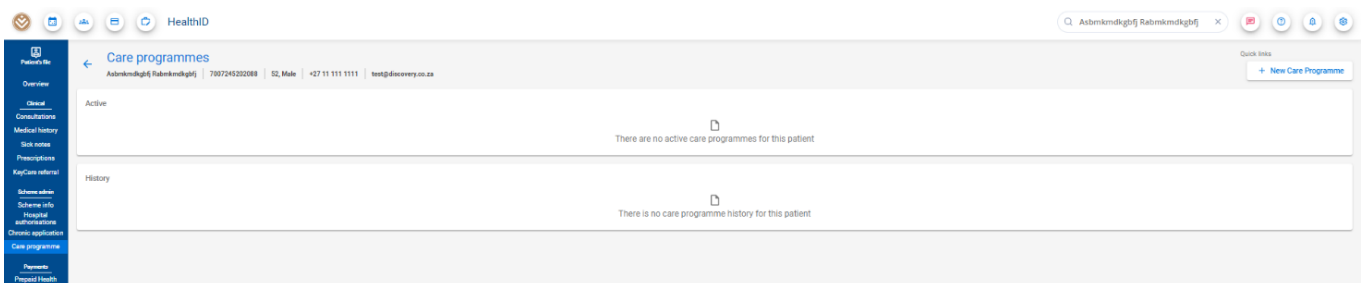 HealthID
Asbmkmdkgbfj Rabmkmdkgbfj
Patient's file
Overview
Clinical
Consultations
Medical history
Sick notes
Prescriptions
KeyCare referral
Scheme admin
Scheme info
Hospital
authorisations
Chronic application
Care programme
Payments
Prepaid Health
Care programmes
Asbmkmdkgbfj Rabmkmdkgbfj 7007245202088 52, Male +27 11 111 1111 test@discovery.co.za
Quick links
+ New Care Programme
Active
There are no active care programmes for this patient
History
There is no care programme history for this patient